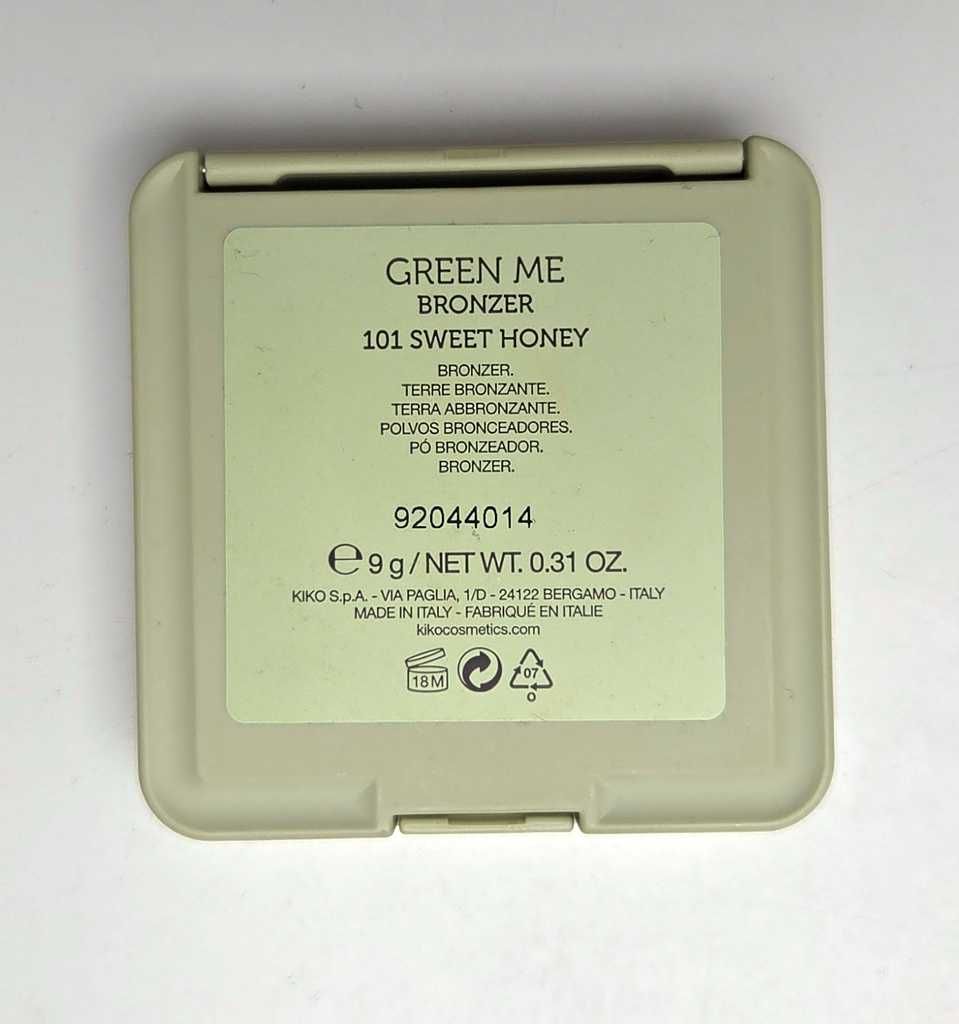 GREEN ME
BRONZER
101 SWEET HONEY
BRONZER.
TERRE BRONZANTE.
TERRA ABBRONZANTE.
POLVOS BRONCEADORES.
PÓ BRONZEADOR.
BRONZER.
92044014
℮ 9 g / NET WT. 0.31 OZ.
KIKO S.p.A. - VIA PAGLIA, 1/D - 24122 BERGAMO - ITALY
MADE IN ITALY - FABRIQUÉ EN ITALIE
kikocosmetics.com
18 M
07
O